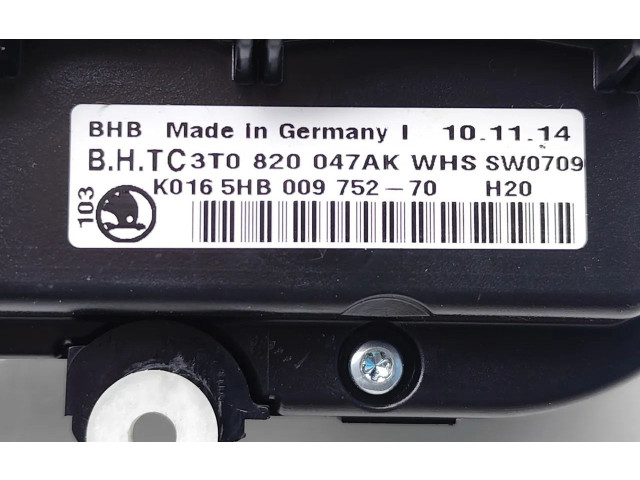 BHB Made in Germany I 10.11.14
B.H.TC 3T0 820 047AK WHS SW0709
K016 5HB 009 752-70 H20
103